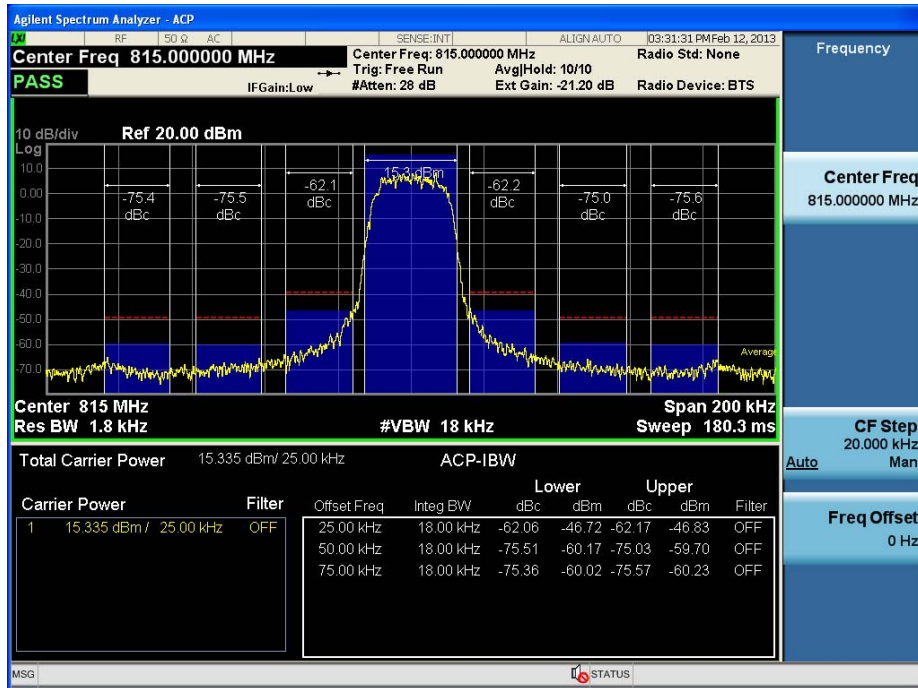 Agilent Spectrum Analyzer - ACP
LXI RF 50 Ω AC SENSE:INT ALIGN AUTO 03:31:31 PM Feb 12, 2013
Center Freq 815.000000 MHz
Center Freq: 815.000000 MHz Radio Std: None
Trig: Free Run Avg|Hold: 10/10
PASS
IFGain:Low #Atten: 28 dB Ext Gain: -21.20 dB Radio Device: BTS
Frequency
10 dB/div Ref 20.00 dBm
Log
10.0
0.00
-10.0
-20.0
-30.0
-40.0
-50.0
-60.0
-70.0
-75.4 dBc
-75.5 dBc
-62.1 dBc
15.3 dBm
-62.2 dBc
-75.0 dBc
-75.6 dBc
Average
Center 815 MHz Span 200 kHz
Res BW 1.8 kHz #VBW 18 kHz Sweep 180.3 ms
Center Freq
815.000000 MHz
CF Step
20.000 kHz
Auto Man
Freq Offset
0 Hz
Total Carrier Power 15.335 dBm/ 25.00 kHz ACP-IBW
Lower Upper
Carrier Power Filter
Offset Freq Integ BW dBc dBm dBc dBm Filter
1 15.335 dBm / 25.00 kHz OFF
25.00 kHz 18.00 kHz -62.06 -46.72 -62.17 -46.83 OFF
50.00 kHz 18.00 kHz -75.51 -60.17 -75.03 -59.70 OFF
75.00 kHz 18.00 kHz -75.36 -60.02 -75.57 -60.23 OFF
MSG STATUS